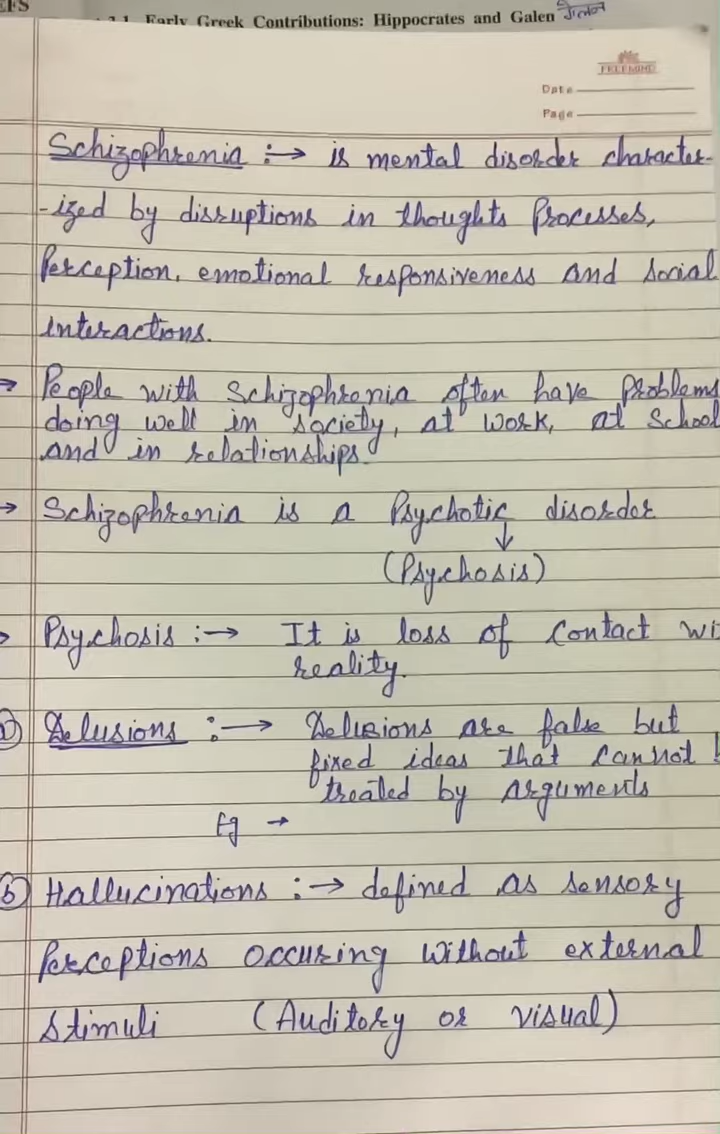 EFS
2.1 Early Greek Contributions: Hippocrates and Galen गैलन
FREEMIND
Date
Page
Schizophrenia :→ is mental disorder character-
-ized by disruptions in thoughts Processes,
Perception, emotional responsiveness and social
interactions.
→ People with Schizophrenia often have Problems
doing well in society, at work, at School
and in relationships.
→ Schizophrenia is a Psychotic disorder
↓
(Psychosis)
→ Psychosis :→ It is loss of contact wi
reality.
Delusions :→ Delusions are false but
fixed ideas that cannot b
treated by arguments
Eg →
b) Hallucinations :→ defined as sensory
Perceptions occuring without external
stimuli (Auditory or visual)